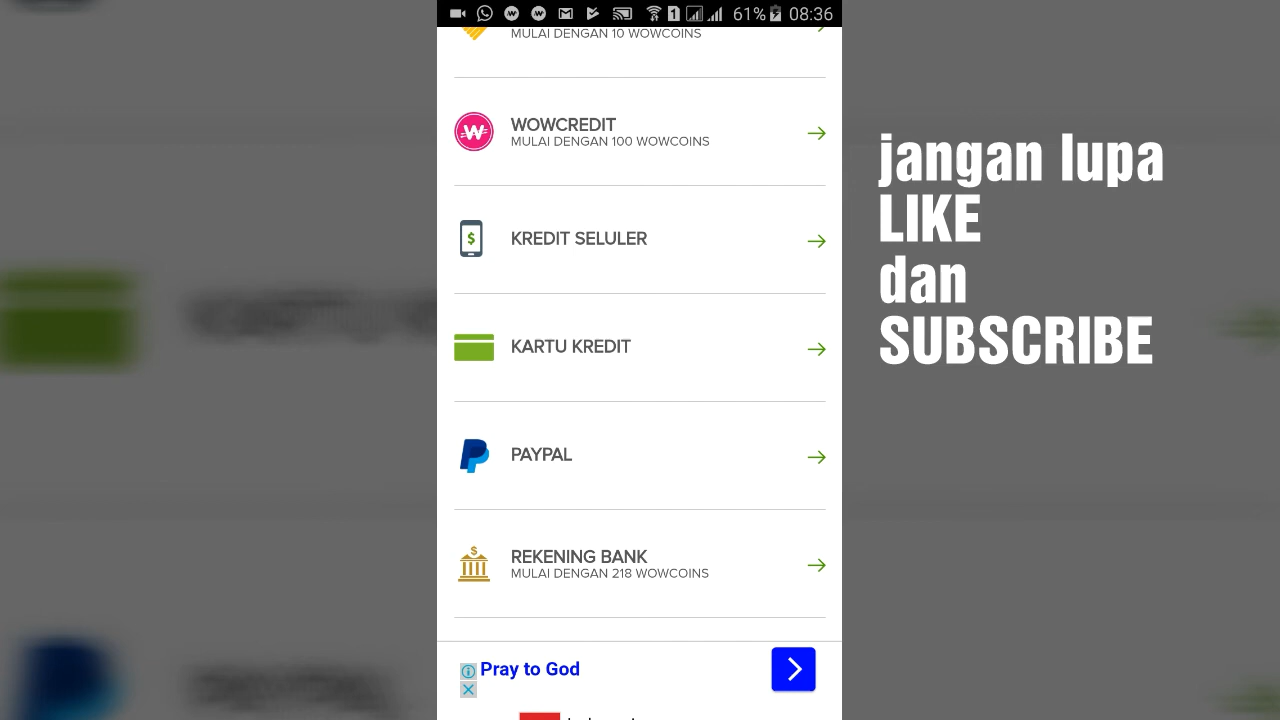 61% 08:36
MULAI DENGAN 10 WOWCOINS
WOWCREDIT
MULAI DENGAN 100 WOWCOINS
KREDIT SELULER
KARTU KREDIT
PAYPAL
REKENING BANK
MULAI DENGAN 218 WOWCOINS
Pray to God
jangan lupa
LIKE
dan
SUBSCRIBE